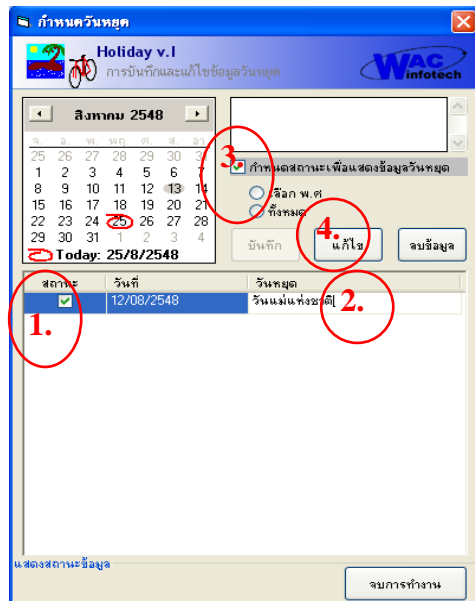 กำหนดวันหยุด
Holiday v.I
การบันทึกและแก้ไขข้อมูลวันหยุด
WAC
infotech
สิงหาคม 2548
จ. อ. พ. พฤ. ศ. ส. อา.
25 26 27 28 29 30 31
1 2 3 4 5 6 7
8 9 10 11 12 13 14
15 16 17 18 19 20 21
22 23 24 25 26 27 28
29 30 31 1 2 3 4
Today: 25/8/2548
3.
กำหนดสถานะเพื่อแสดงข้อมูลวันหยุด
เลือก พ.ศ
ทั้งหมด
4.
บันทึก แก้ไข ลบข้อมูล
สถานะ วันที่ วันหยุด
12/08/2548 วันแม่แห่งชาติ
1. 2.
แสดงสถานะข้อมูล
จบการทำงาน